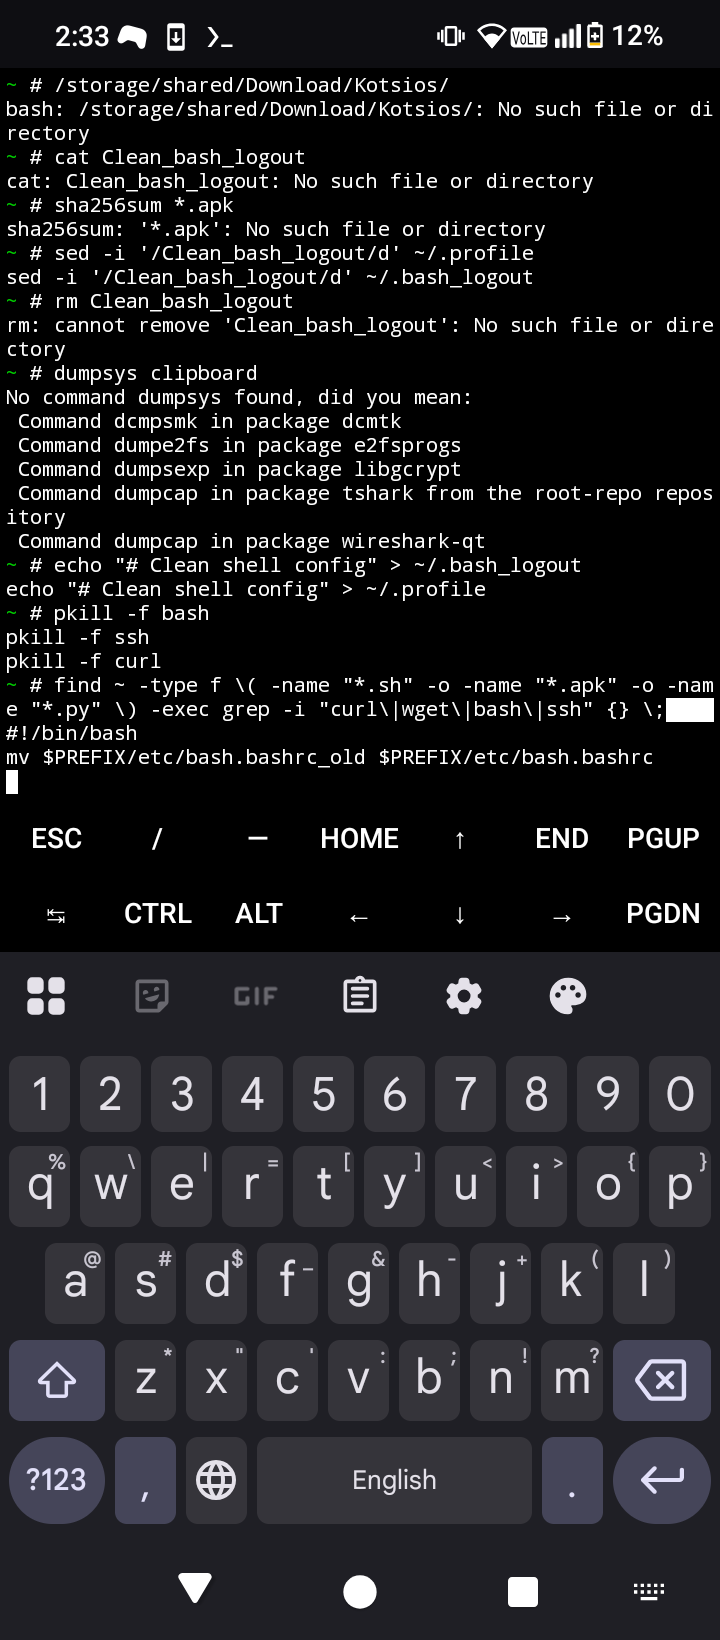 2:33 VoLTE 12%
~ # /storage/shared/Download/Kotsios/
bash: /storage/shared/Download/Kotsios/: No such file or di
rectory
~ # cat Clean_bash_logout
cat: Clean_bash_logout: No such file or directory
~ # sha256sum *.apk
sha256sum: '*.apk': No such file or directory
~ # sed -i '/Clean_bash_logout/d' ~/.profile
sed -i '/Clean_bash_logout/d' ~/.bash_logout
~ # rm Clean_bash_logout
rm: cannot remove 'Clean_bash_logout': No such file or dire
ctory
~ # dumpsys clipboard
No command dumpsys found, did you mean:
 Command dcmpsmk in package dcmtk
 Command dumpe2fs in package e2fsprogs
 Command dumpsexp in package libgcrypt
 Command dumpcap in package tshark from the root-repo repos
itory
 Command dumpcap in package wireshark-qt
~ # echo "# Clean shell config" > ~/.bash_logout
echo "# Clean shell config" > ~/.profile
~ # pkill -f bash
pkill -f ssh
pkill -f curl
~ # find ~ -type f \( -name "*.sh" -o -name "*.apk" -o -nam
e "*.py" \) -exec grep -i "curl\|wget\|bash\|ssh" {} \;
#!/bin/bash
mv $PREFIX/etc/bash.bashrc_old $PREFIX/etc/bash.bashrc
ESC / — HOME ↑ END PGUP
↹ CTRL ALT ← ↓ → PGDN
GIF
1 2 3 4 5 6 7 8 9 0
% \ | = [ ] < > { }
q w e r t y u i o p
@ # $ _ & - + ( )
a s d f g h j k l
* " ' : ; ! ?
z x c v b n m
?123 , English .